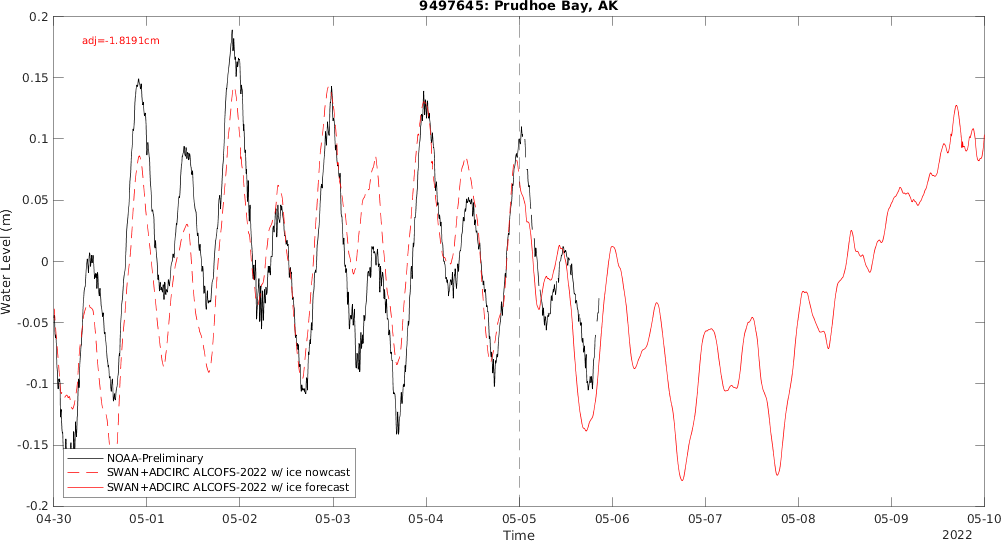 9497645: Prudhoe Bay, AK
adj=-1.8191cm
Water Level (m)
0.2
0.15
0.1
0.05
0
-0.05
-0.1
-0.15
-0.2
NOAA-Preliminary
SWAN+ADCIRC ALCOFS-2022 w/ ice nowcast
SWAN+ADCIRC ALCOFS-2022 w/ ice forecast
04-30 05-01 05-02 05-03 05-04 05-05 05-06 05-07 05-08 05-09 05-10
Time
2022